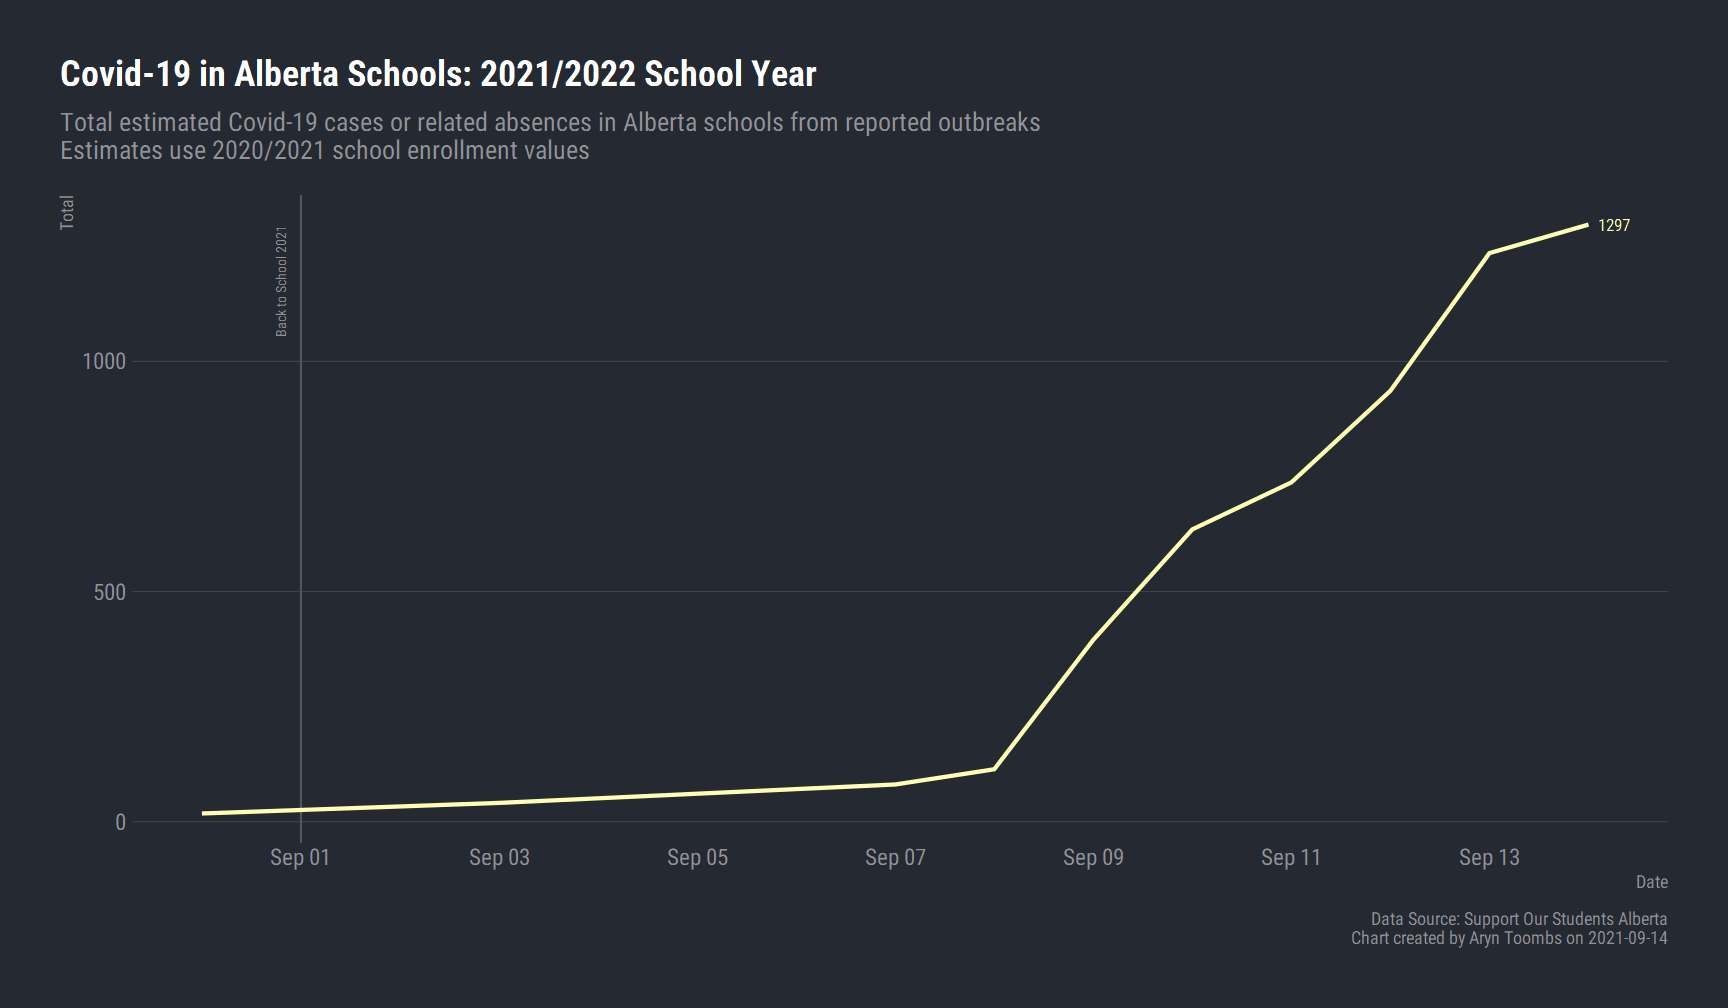 Covid-19 in Alberta Schools: 2021/2022 School Year
Total estimated Covid-19 cases or related absences in Alberta schools from reported outbreaks
Estimates use 2020/2021 school enrollment values
Total
Back to School 2021
1297
1000
500
0
Sep 01
Sep 03
Sep 05
Sep 07
Sep 09
Sep 11
Sep 13
Date
Data Source: Support Our Students Alberta
Chart created by Aryn Toombs on 2021-09-14